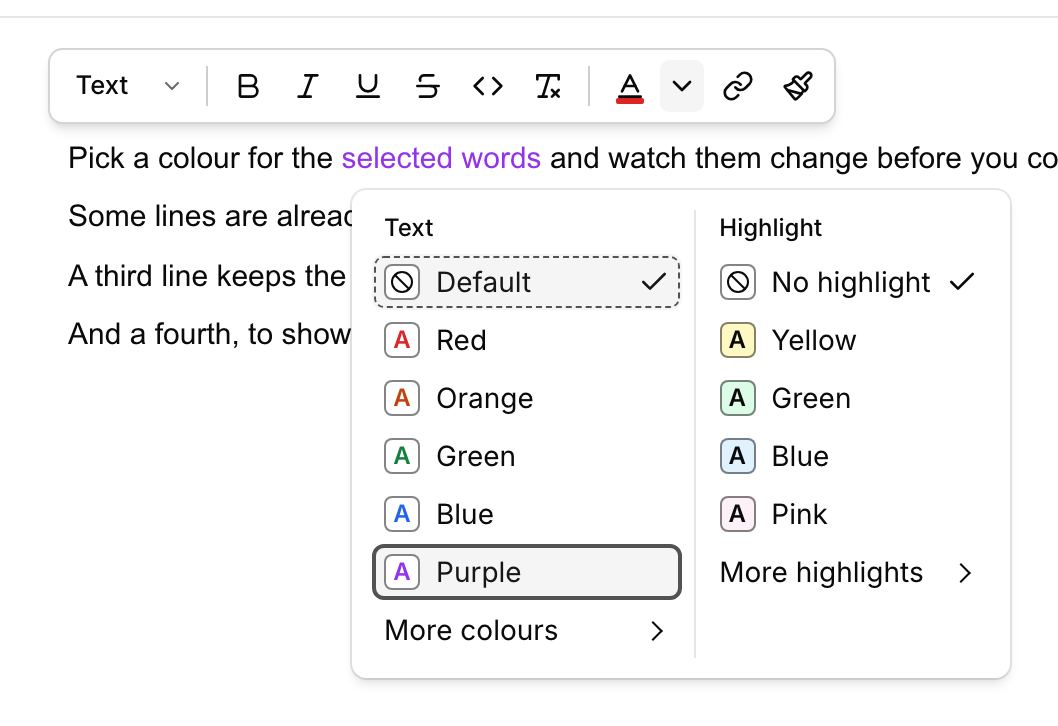 Text
Pick a colour for the selected words and watch them change before you co
Some lines are alread
A third line keeps the
And a fourth, to show
Text
Default
A Red
A Orange
A Green
A Blue
A Purple
More colours
Highlight
No highlight
A Yellow
A Green
A Blue
A Pink
More highlights